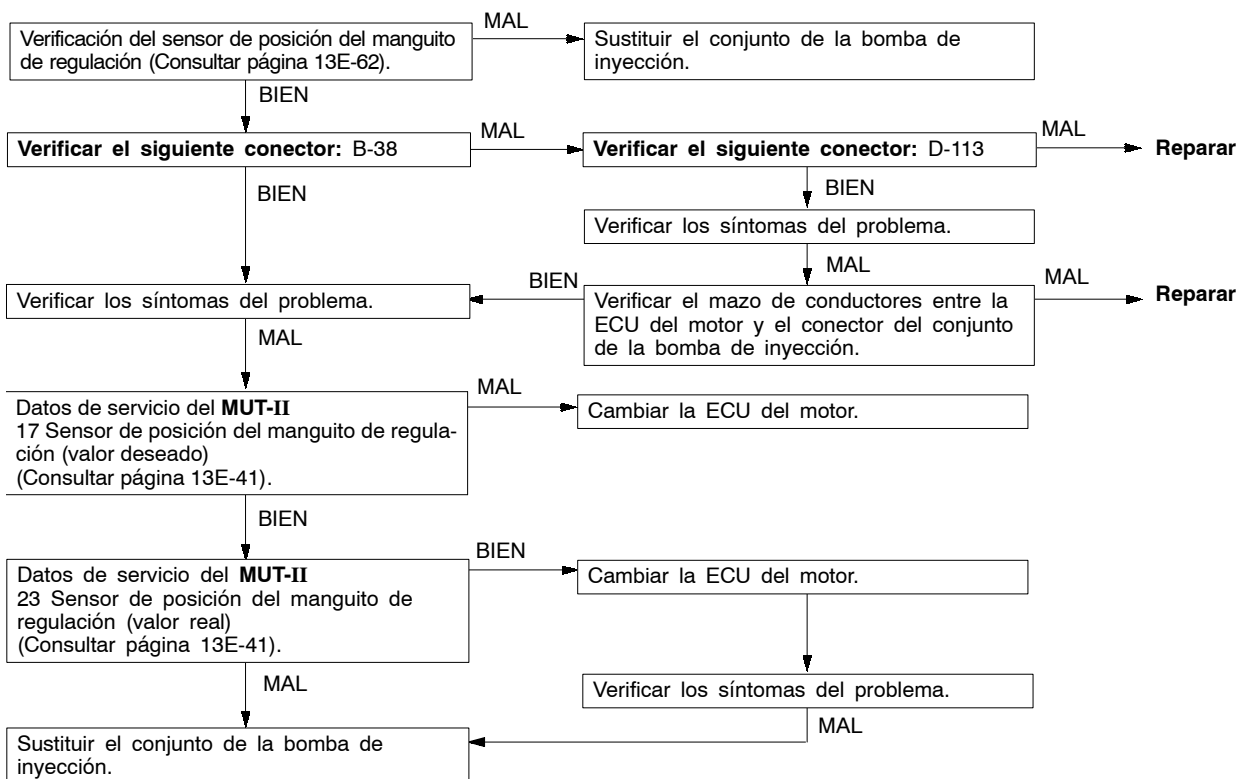 MAL
Verificación del sensor de posición del manguito
de regulación (Consultar página 13E-62).
Sustituir el conjunto de la bomba de
inyección.
BIEN
MAL
MAL
Verificar el siguiente conector: B-38
Verificar el siguiente conector: D-113
Reparar
BIEN
BIEN
Verificar los síntomas del problema.
MAL
BIEN
MAL
Verificar los síntomas del problema.
Verificar el mazo de conductores entre la
ECU del motor y el conector del conjunto
de la bomba de inyección.
Reparar
MAL
MAL
Datos de servicio del MUT-II
17 Sensor de posición del manguito de regula-
ción (valor deseado)
(Consultar página 13E-41).
Cambiar la ECU del motor.
BIEN
BIEN
Datos de servicio del MUT-II
23 Sensor de posición del manguito de
regulación (valor real)
(Consultar página 13E-41).
Cambiar la ECU del motor.
MAL
Verificar los síntomas del problema.
MAL
Sustituir el conjunto de la bomba de
inyección.